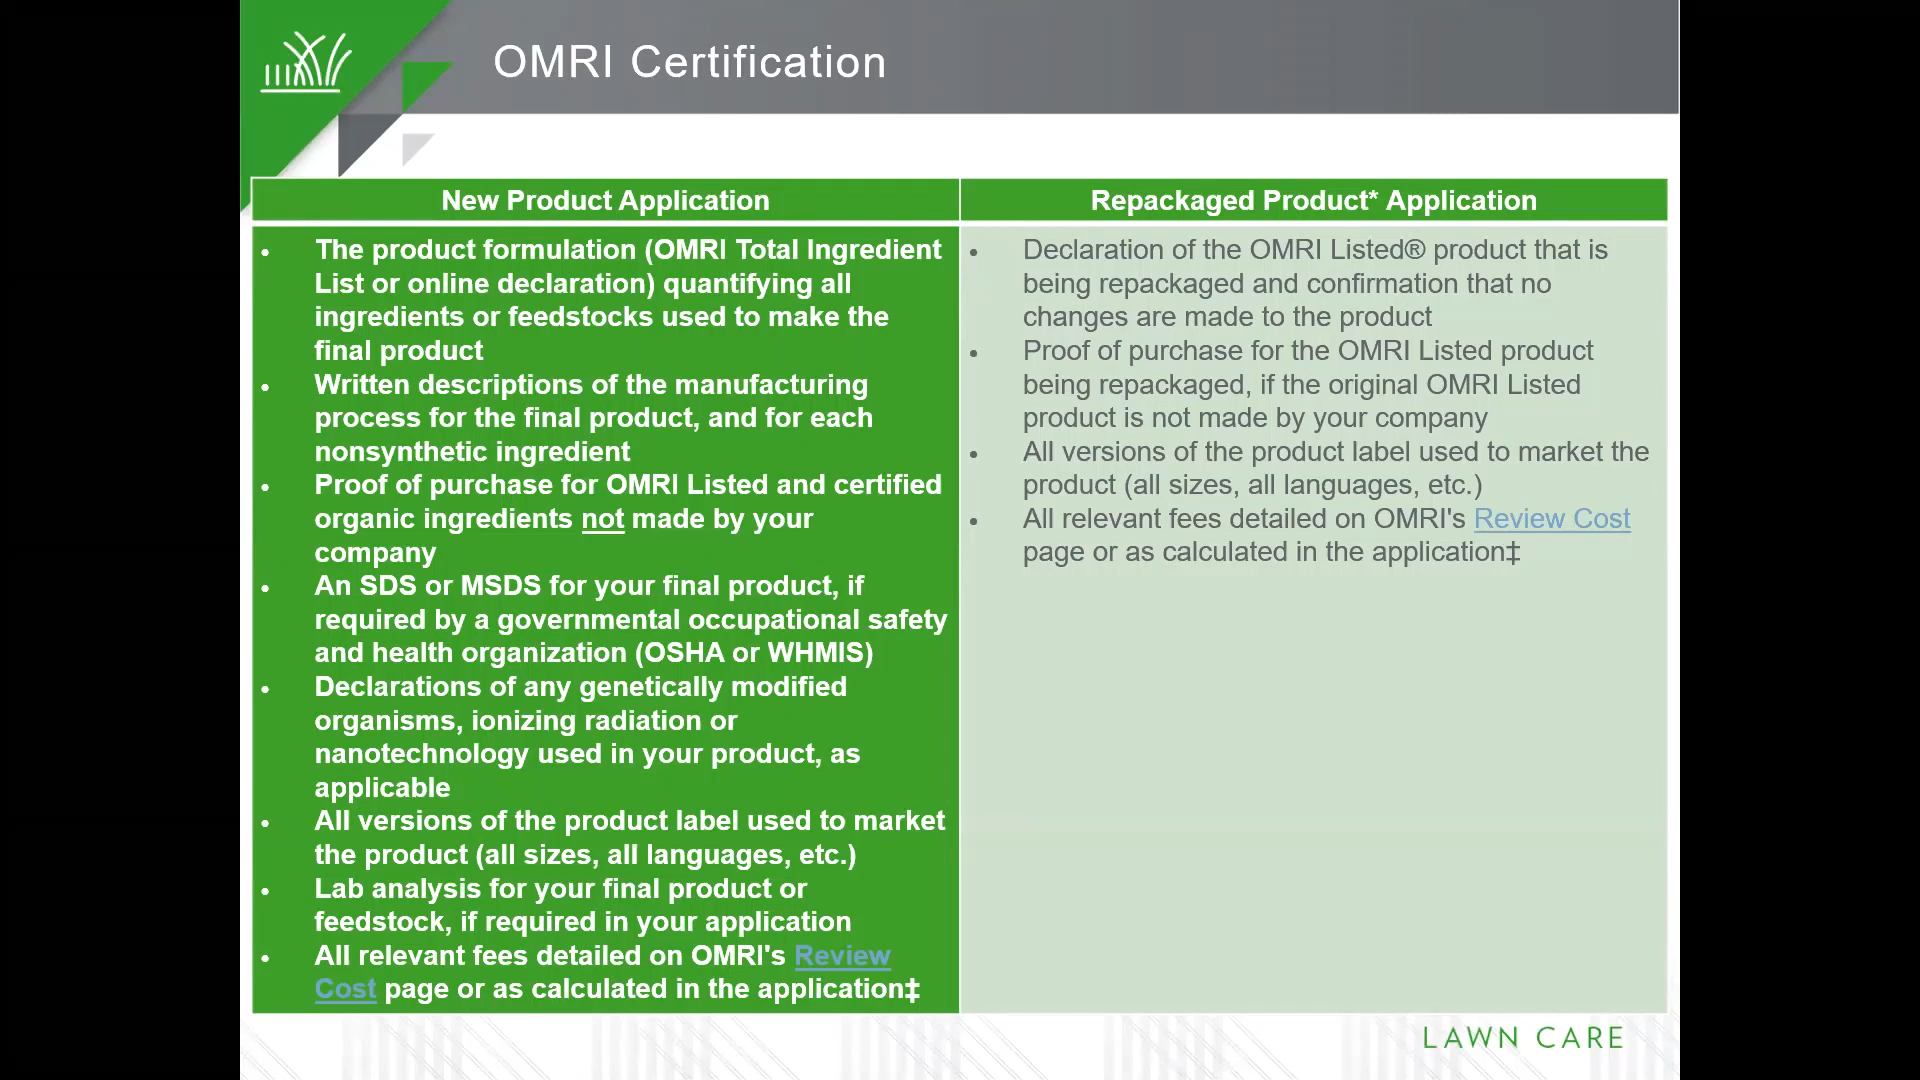 OMRI Certification
New Product Application
Repackaged Product* Application
• The product formulation (OMRI Total Ingredient
List or online declaration) quantifying all
ingredients or feedstocks used to make the
final product
• Written descriptions of the manufacturing
process for the final product, and for each
nonsynthetic ingredient
• Proof of purchase for OMRI Listed and certified
organic ingredients not made by your
company
• An SDS or MSDS for your final product, if
required by a governmental occupational safety
and health organization (OSHA or WHMIS)
• Declarations of any genetically modified
organisms, ionizing radiation or
nanotechnology used in your product, as
applicable
• All versions of the product label used to market
the product (all sizes, all languages, etc.)
• Lab analysis for your final product or
feedstock, if required in your application
• All relevant fees detailed on OMRI's Review
Cost page or as calculated in the application‡
• Declaration of the OMRI Listed® product that is
being repackaged and confirmation that no
changes are made to the product
• Proof of purchase for the OMRI Listed product
being repackaged, if the original OMRI Listed
product is not made by your company
• All versions of the product label used to market the
product (all sizes, all languages, etc.)
• All relevant fees detailed on OMRI's Review Cost
page or as calculated in the application‡
LAWN CARE